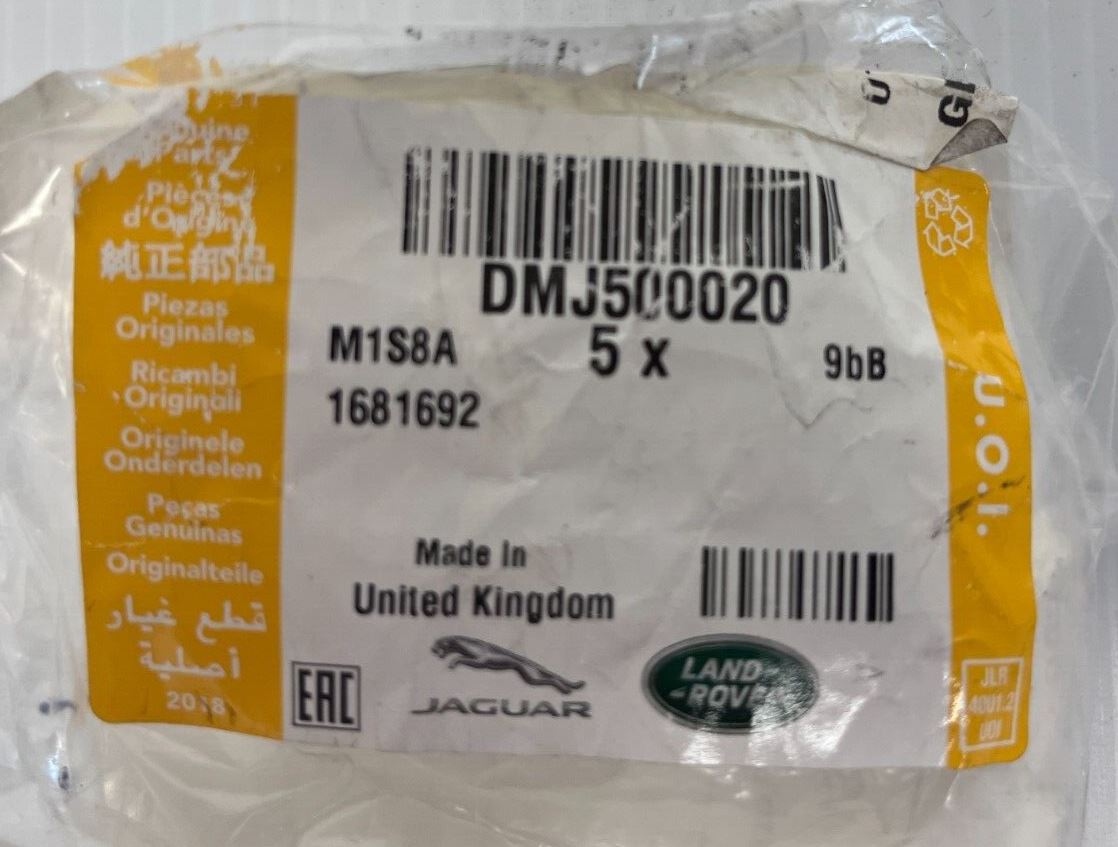 Pièces
d'Origine
純正部品
Piezas
Originales
Ricambi
Originali
Originele
Onderdelen
Peças
Genuinas
Originalteile
قطع غيار
أصلية
2018
DMJ500020
M1S8A 5 x 9bB
1681692
Made In
United Kingdom
EAC
JAGUAR
LAND
ROVER
u.o.i.
JLR